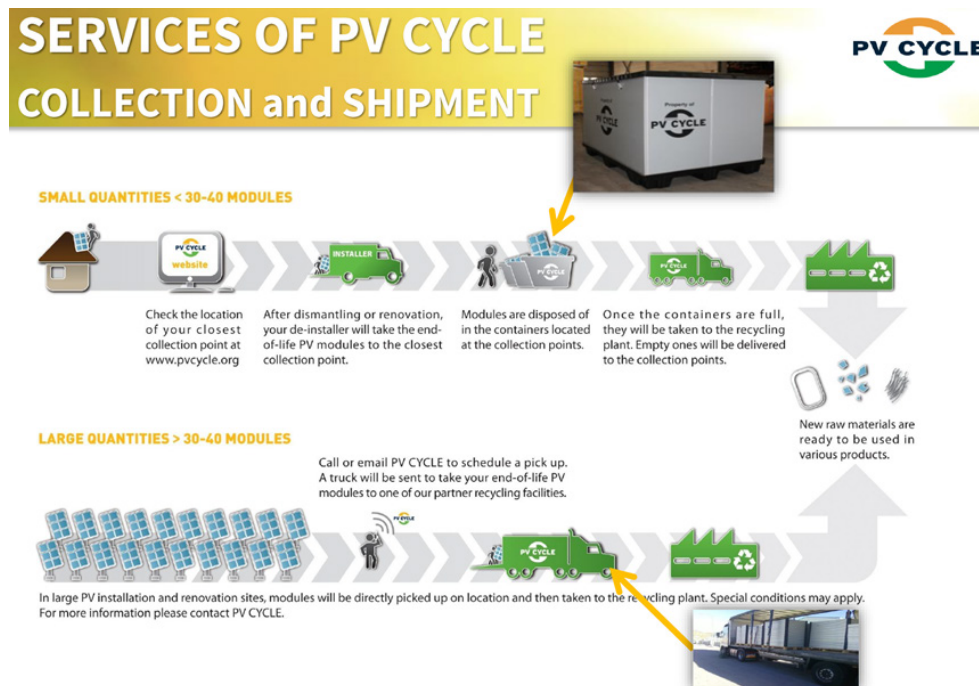 SERVICES OF PV CYCLE
COLLECTION and SHIPMENT
PV CYCLE
Property of
PV CYCLE
PV CYCLE
SMALL QUANTITIES < 30-40 MODULES
PV CYCLE
website
INSTALLER
PV CYCLE
PV CYCLE
Check the location
of your closest
collection point at
www.pvcycle.org
After dismantling or renovation,
your de-installer will take the end-
of-life PV modules to the closest
collection point.
Modules are disposed of
in the containers located
at the collection points.
Once the containers are full,
they will be taken to the recycling
plant. Empty ones will be delivered
to the collection points.
New raw materials are
ready to be used in
various products.
LARGE QUANTITIES > 30-40 MODULES
Call or email PV CYCLE to schedule a pick up.
A truck will be sent to take your end-of-life PV
modules to one of our partner recycling facilities.
PV CYCLE
PV CYCLE
In large PV installation and renovation sites, modules will be directly picked up on location and then taken to the recycling plant. Special conditions may apply.
For more information please contact PV CYCLE.